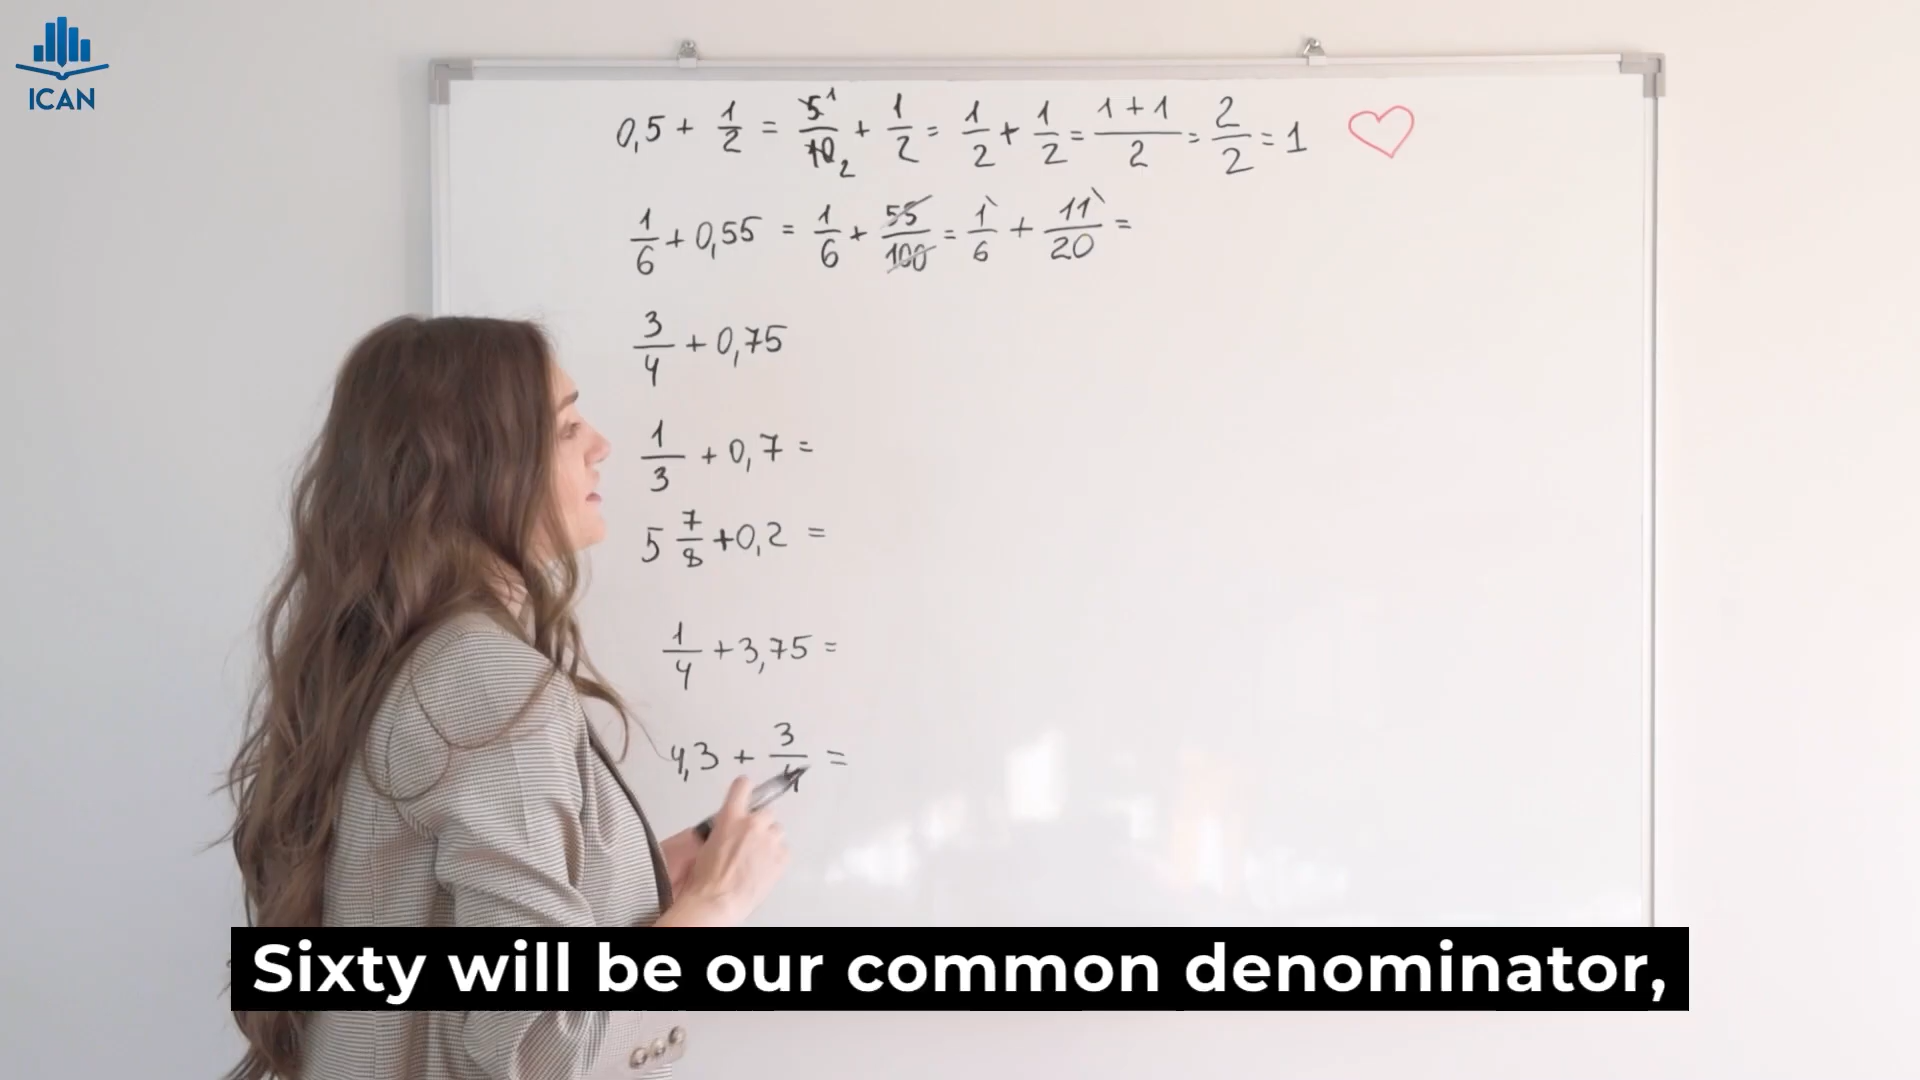 ICAN
0,5 + 1/2 = 5¹/10₂ + 1/2 = 1/2 + 1/2 = 1 + 1/2 = 2/2 = 1
1/6 + 0,55 = 1/6 + 55/100 = 1/6 + 11/20 =
3/4 + 0,75
1/3 + 0,7 =
5 7/8 + 0,2 =
1/4 + 3,75 =
4,3 + 3/4 =
Sixty will be our common denominator,